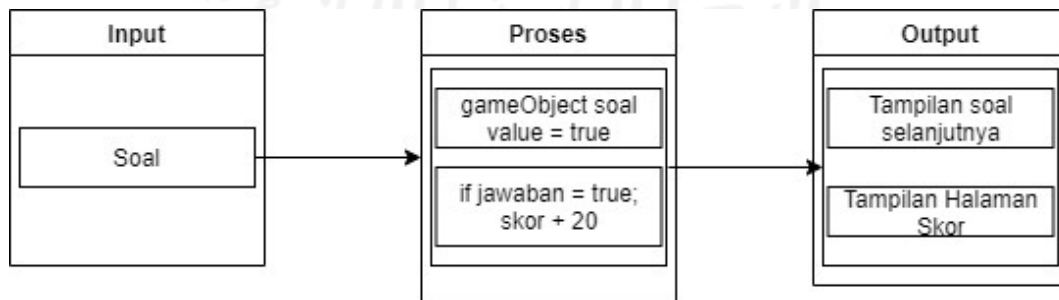 Input
Soal
Proses
gameObject soal
value = true
if jawaban = true;
skor + 20
Output
Tampilan soal
selanjutnya
Tampilan Halaman
Skor